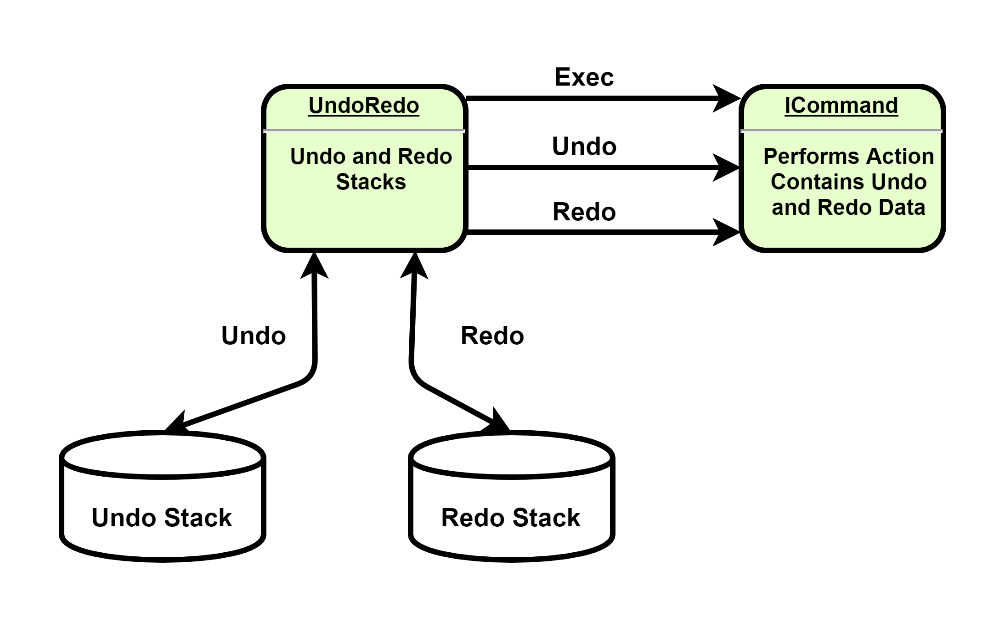 Exec
UndoRedo
ICommand
Undo
Undo and Redo
Stacks
Performs Action
Contains Undo
and Redo Data
Redo
Undo
Redo
Undo Stack
Redo Stack